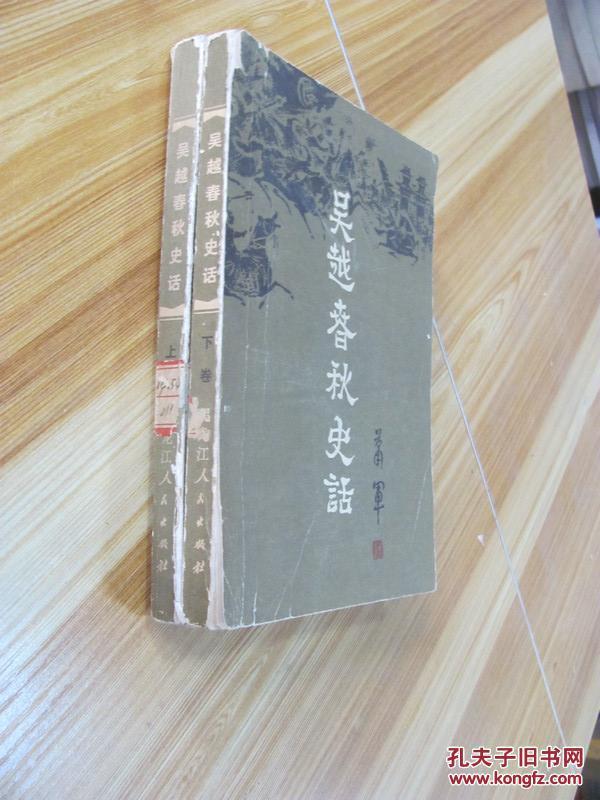 吴越春秋史话
上
龙江人民出版社
吴越春秋史话
下卷
江人民出版社
吴越春秋史话
萧军
孔夫子旧书网
www.kongfz.com